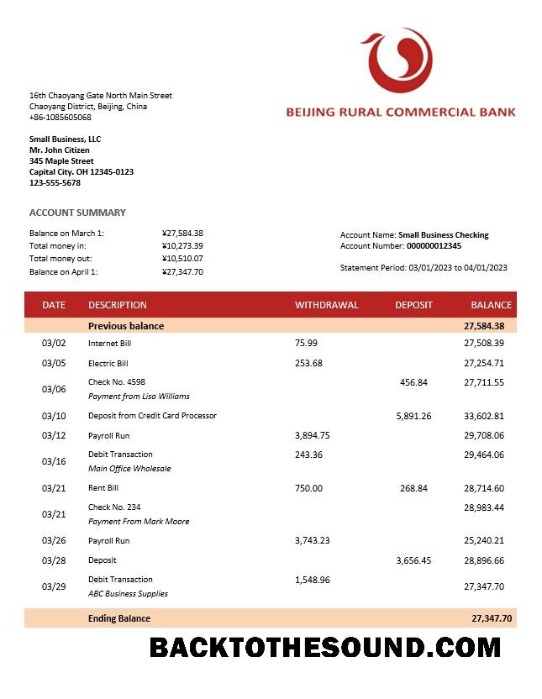 BEIJING RURAL COMMERCIAL BANK
16th Chaoyang Gate North Main Street
Chaoyang District, Beijing, China
+86-1085605068
Small Business, LLC
Mr. John Citizen
345 Maple Street
Capital City. OH 12345-0123
123-555-5678
ACCOUNT SUMMARY
Balance on March 1: ¥27,584.38
Total money in: ¥10,273.39
Total money out: ¥10,510.07
Balance on April 1: ¥27,347.70
Account Name: Small Business Checking
Account Number: 000000012345
Statement Period: 03/01/2023 to 04/01/2023
DATE DESCRIPTION WITHDRAWAL DEPOSIT BALANCE
Previous balance 27,584.38
03/02 Internet Bill 75.99 27,508.39
03/05 Electric Bill 253.68 27,254.71
03/06 Check No. 4598 456.84 27,711.55
Payment from Lisa Williams
03/10 Deposit from Credit Card Processor 5,891.26 33,602.81
03/12 Payroll Run 3,894.75 29,708.06
03/16 Debit Transaction 243.36 29,464.06
Main Office Wholesale
03/21 Rent Bill 750.00 268.84 28,714.60
03/21 Check No. 234 28,983.44
Payment From Mark Moore
03/26 Payroll Run 3,743.23 25,240.21
03/28 Deposit 3,656.45 28,896.66
03/29 Debit Transaction 1,548.96 27,347.70
ABC Business Supplies
Ending Balance 27,347.70
BACKTOTHESOUND.COM